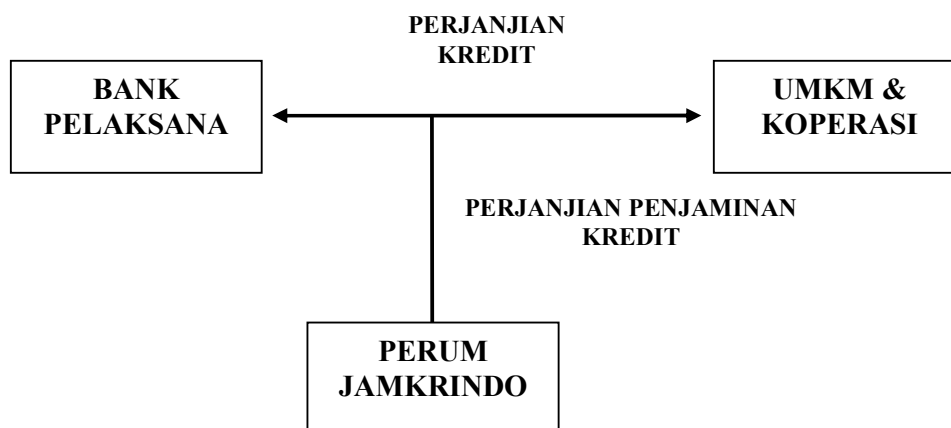 PERJANJIAN
KREDIT
BANK
PELAKSANA
UMKM &
KOPERASI
PERJANJIAN PENJAMINAN
KREDIT
PERUM
JAMKRINDO